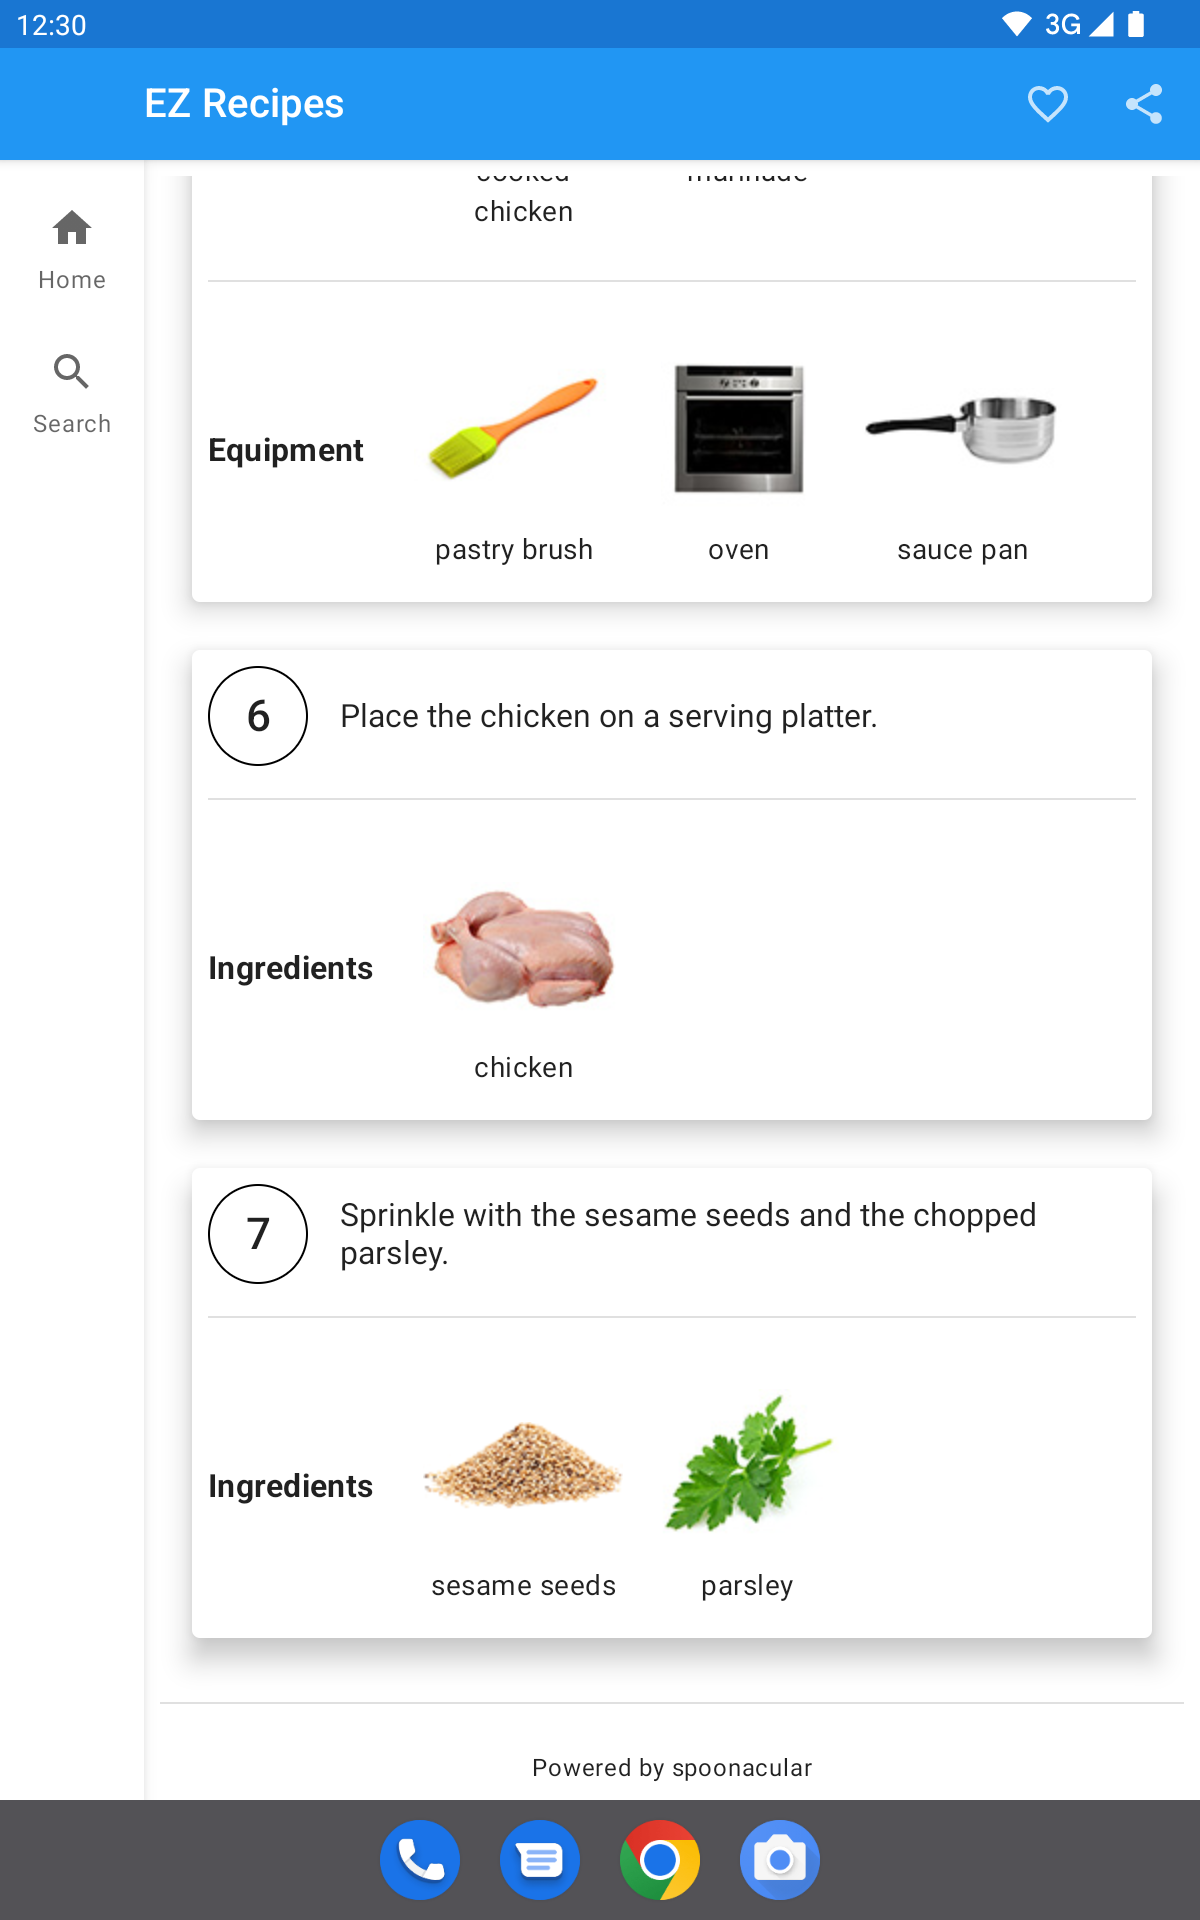 12:30
3G
EZ Recipes
Home
Search
cooked
marinade
chicken
Equipment
pastry brush
oven
sauce pan
6
Place the chicken on a serving platter.
Ingredients
chicken
7
Sprinkle with the sesame seeds and the chopped
parsley.
Ingredients
sesame seeds
parsley
Powered by spoonacular